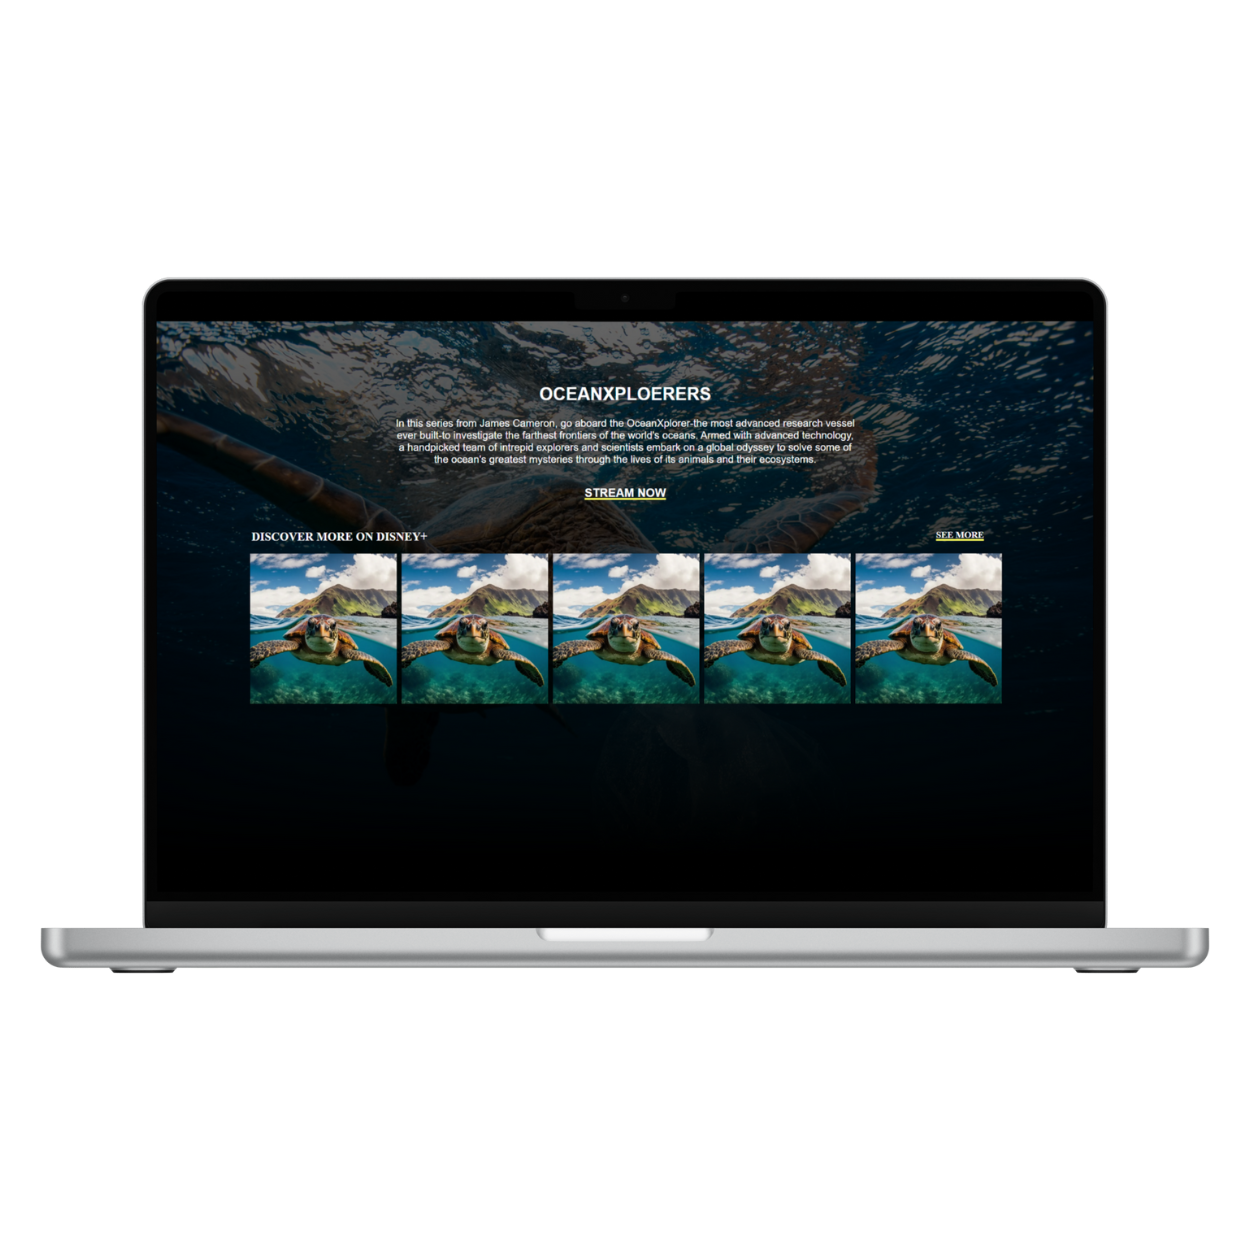 OCEANXPLOERERS
In this series from James Cameron, go aboard the OceanXplorer-the most advanced research vessel
ever built-to investigate the farthest frontiers of the world's oceans. Armed with advanced technology,
a handpicked team of intrepid explorers and scientists embark on a global odyssey to solve some of
the ocean's greatest mysteries through the lives of its animals and their ecosystems.
STREAM NOW
DISCOVER MORE ON DISNEY+
SEE MORE